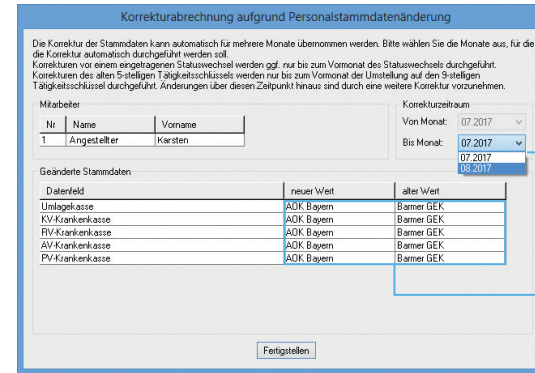 Korrekturabrechnung aufgrund Personalstammdatenänderung
Die Korrektur der Stammdaten kann automatisch für mehrere Monate übernommen werden. Bitte wählen Sie die Monate aus, für die
die Korrektur automatisch durchgeführt werden soll.
Korrekturen vor einem eingetragenen Statuswechsel werden ggf. nur bis zum Vormonat des Statuswechsels durchgeführt.
Korrekturen des alten 5-stelligen Tätigkeitsschlüssels werden nur bis zum Vormonat der Umstellung auf den 9-stelligen
Tätigkeitsschlüssel durchgeführt. Änderungen über diesen Zeitpunkt hinaus sind durch eine weitere Korrektur vorzunehmen.
Mitarbeiter
Nr Name Vorname
1 Angestellter Karsten
Korrekturzeitraum
Von Monat: 07.2017
Bis Monat: 07.2017
07.2017
08.2017
Geänderte Stammdaten
Datenfeld neuer Wert alter Wert
Umlagekasse AOK Bayern Barmer GEK
KV-Krankenkasse AOK Bayern Barmer GEK
RV-Krankenkasse AOK Bayern Barmer GEK
AV-Krankenkasse AOK Bayern Barmer GEK
PV-Krankenkasse AOK Bayern Barmer GEK
Fertigstellen